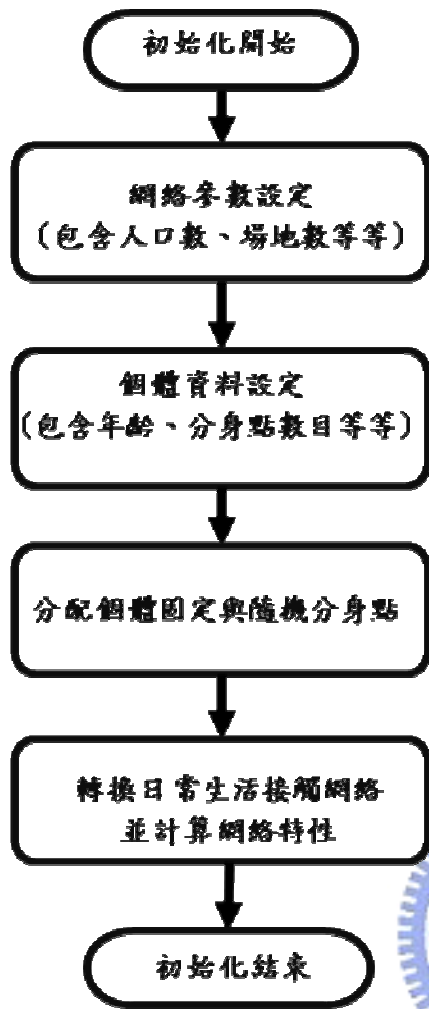 初始化開始
網絡參數設定
(包含人口數、場地數等等)
個體資料設定
(包含年齡、分身點數目等等)
分配個體固定與隨機分身點
轉換日常生活接觸網絡
並計算網絡特性
初始化結束